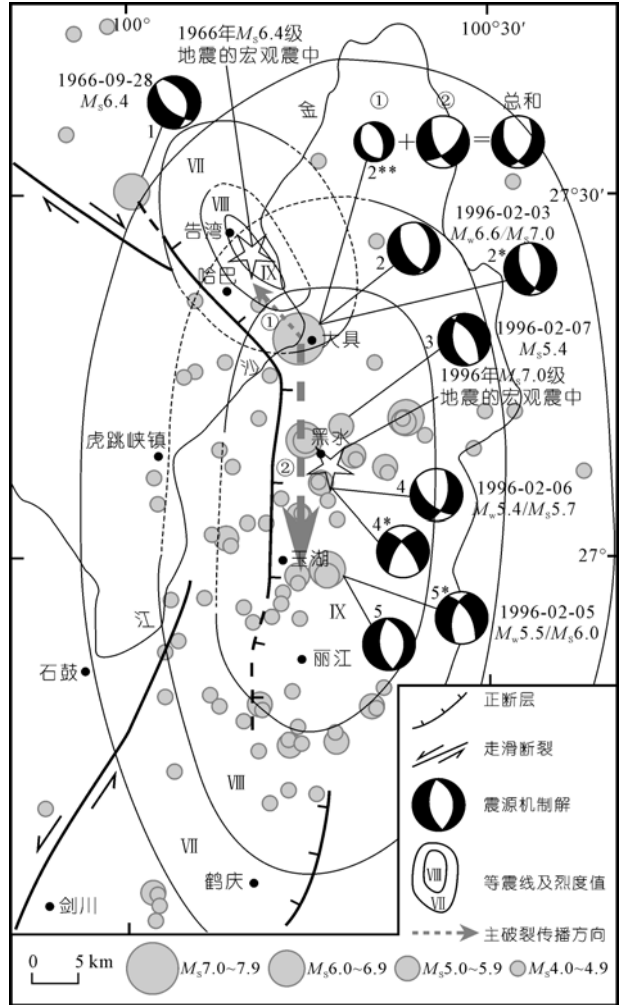 100°
100°30′
1966年Ms6.4级
地震的宏观震中
1966-09-28
Ms6.4
1
金
①
②
总和
+
=
2**
Ⅶ
27°30′
Ⅷ
告湾
1996-02-03
Mw6.6/Ms7.0
2
2*
Ⅸ
哈巴
①
大具
3
1996-02-07
Ms5.4
沙
1996年Ms7.0级
地震的宏观震中
虎跳峡镇
黑水
②
4
1996-02-06
Mw5.4/Ms5.7
4*
27°
玉湖
5*
1996-02-05
Mw5.5/Ms6.0
江
Ⅸ
5
石鼓
丽江
正断层
走滑断裂
震源机制解
Ⅷ
Ⅶ
鹤庆
剑川
Ⅷ
Ⅶ
等震线及烈度值
主破裂传播方向
0 5 km
Ms7.0~7.9
Ms6.0~6.9
Ms5.0~5.9
Ms4.0~4.9